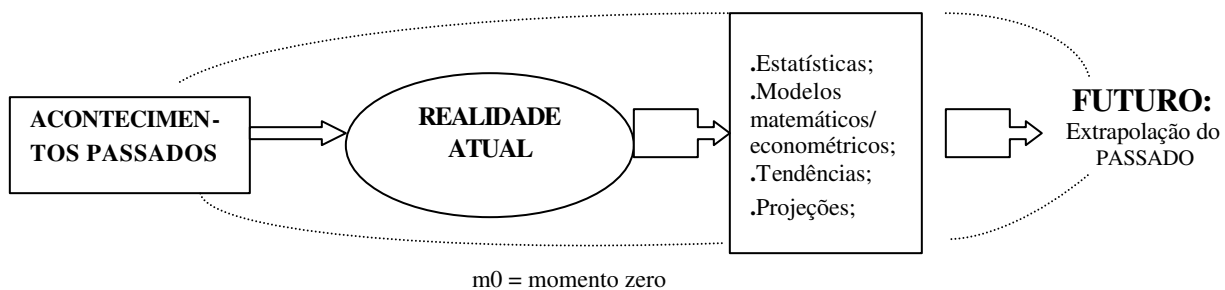 ACONTECIMEN-
TOS PASSADOS
REALIDADE
ATUAL
.Estatísticas;
.Modelos
matemáticos/
econométricos;
.Tendências;
.Projeções;
FUTURO:
Extrapolação do
PASSADO
m0 = momento zero